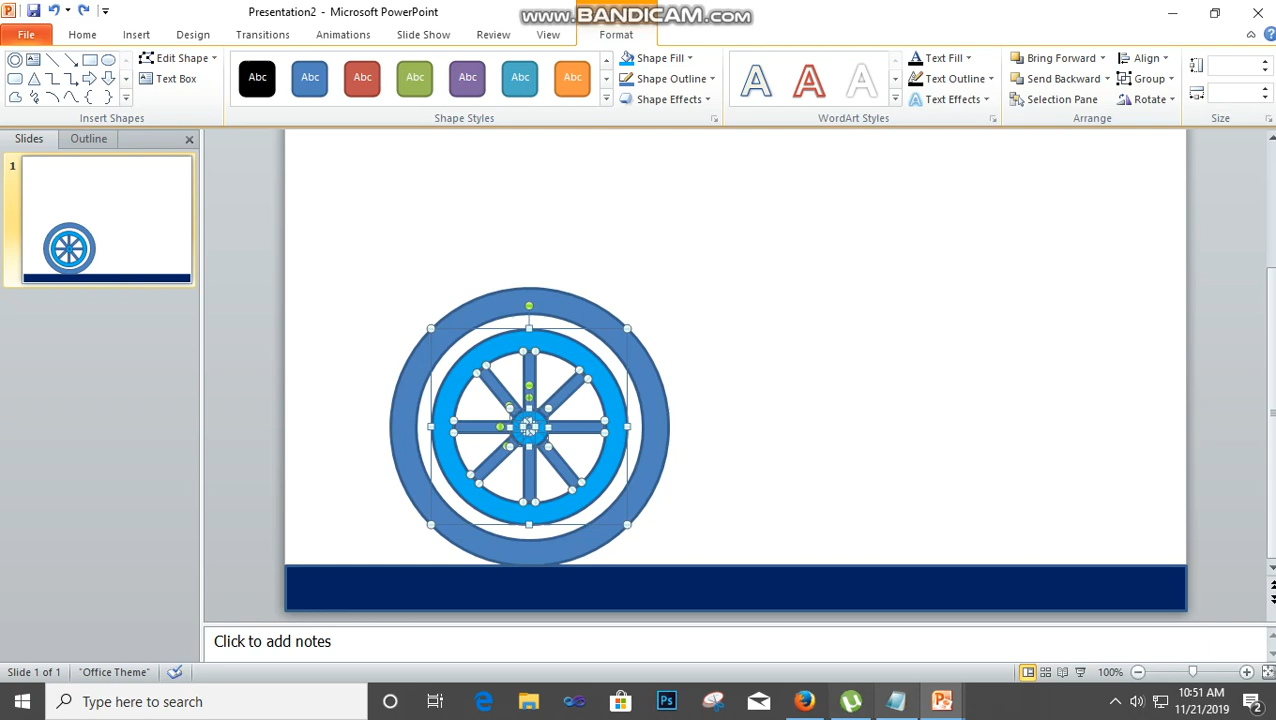 Presentation2 - Microsoft PowerPoint
www.BANDICAM.com
File Home Insert Design Transitions Animations Slide Show Review View Format
Edit Shape
Text Box
Insert Shapes
Abc Abc Abc Abc Abc Abc Abc
Shape Fill
Shape Outline
Shape Effects
Shape Styles
A A A
Text Fill
Text Outline
Text Effects
WordArt Styles
Bring Forward Align
Send Backward Group
Selection Pane Rotate
Arrange
Size
Slides Outline
1
Click to add notes
Slide 1 of 1 "Office Theme" 100%
Type here to search
10:51 AM
11/21/2019
2